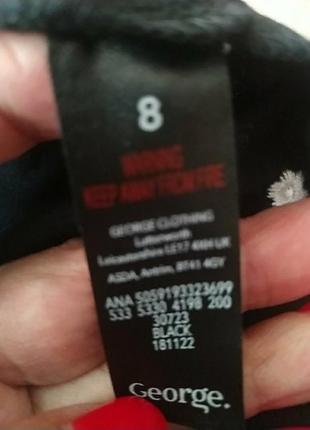 8
WARNING
KEEP AWAY FROM FIRE
GEORGE CLOTHING
Lutterworth
Leicestershire LE17 4XH UK
ASDA, Antrim, BT41 4GY
ANA 5059193323699
S33 5330 4198 200
30723
BLACK
181122
George.